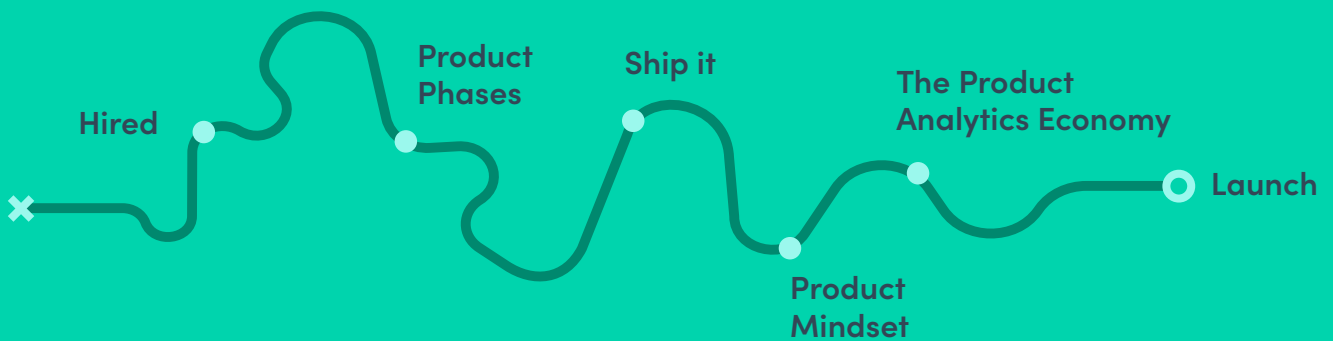 Hired
Product
Phases
Ship it
Product
Mindset
The Product
Analytics Economy
Launch